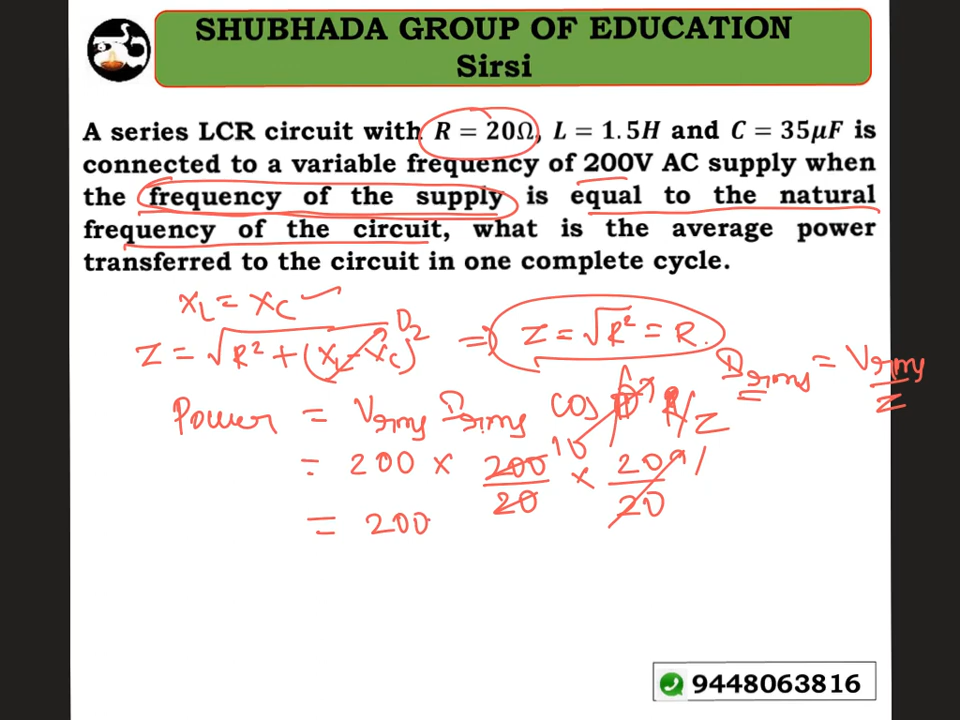 SHUBHADA GROUP OF EDUCATION
Sirsi
A series LCR circuit with R = 20Ω, L = 1.5H and C = 35μF is
connected to a variable frequency of 200V AC supply when
the frequency of the supply is equal to the natural
frequency of the circuit, what is the average power
transferred to the circuit in one complete cycle.
XL = XC
Z = √R² + (XL - XC)² 0 ⇒ Z = √R² = R.
Irms = Vrms/Z
Power = Vrms Irms cos φ R/Z
= 200 × 200/20 10 × 20/20 1
= 200
9448063816